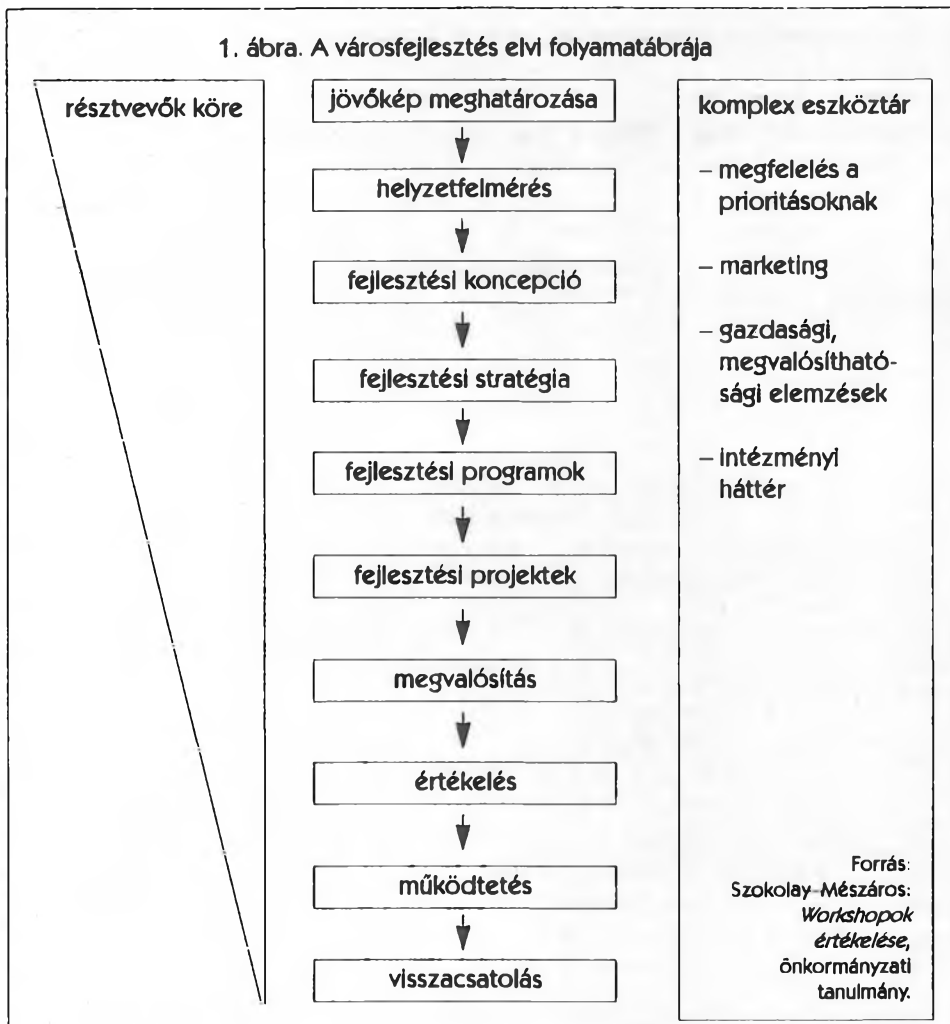 1. ábra. A városfejlesztés elvi folyamatábrája
résztvevők köre
jövőkép meghatározása
helyzetfelmérés
fejlesztési koncepció
fejlesztési stratégia
fejlesztési programok
fejlesztési projektek
megvalósítás
értékelés
működtetés
visszacsatolás
komplex eszköztár
– megfelelés a
prioritásoknak
– marketing
– gazdasági,
megvalósítható-
sági elemzések
– intézményi
háttér
Forrás:
Szokolay-Mészáros:
Workshopok
értékelése,
önkormányzati
tanulmány.